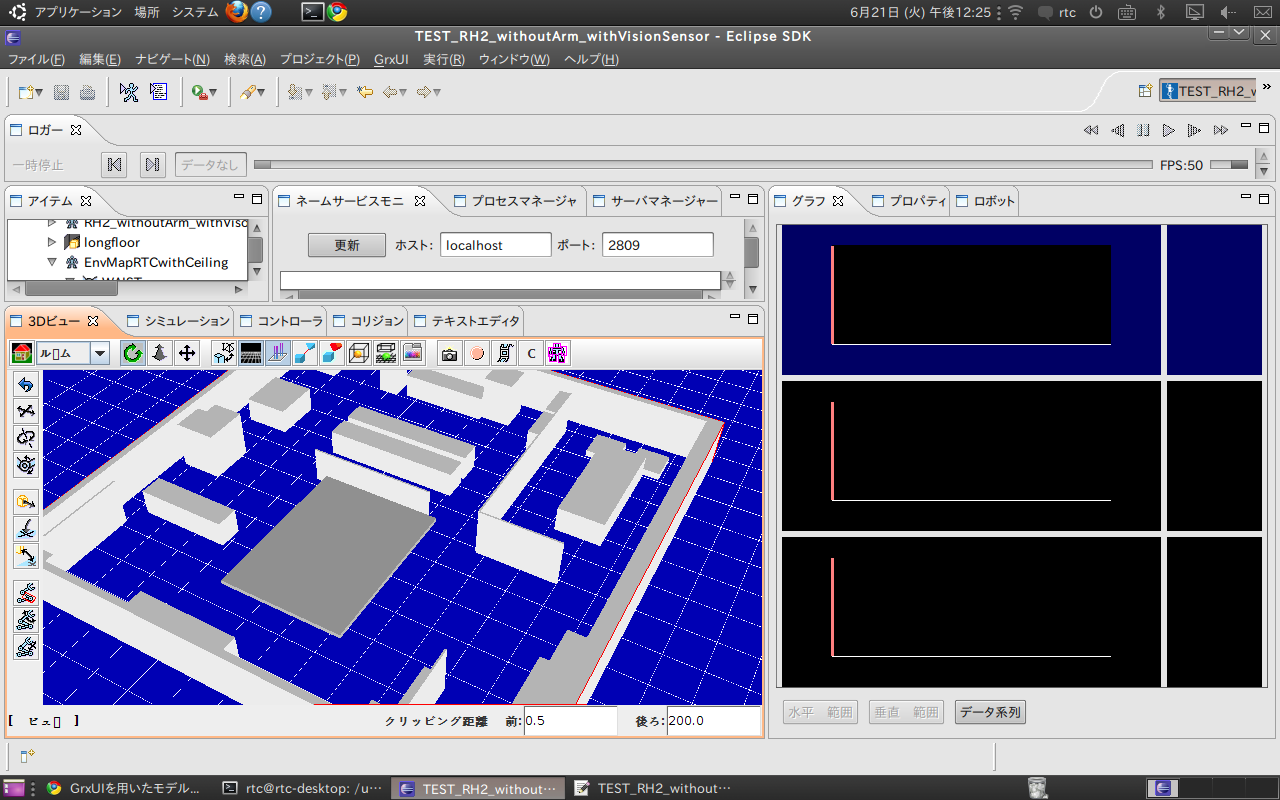 アプリケーション 場所 システム 6月21日 (火) 午後12:25 rtc
TEST_RH2_withoutArm_withVisionSensor - Eclipse SDK
ファイル(F) 編集(E) ナビゲート(N) 検索(A) プロジェクト(P) GrxUI 実行(R) ウィンドウ(W) ヘルプ(H)
TEST_RH2_w »
ロガー
一時停止 データなし FPS:50
アイテム ネームサービスモニ プロセスマネージャ サーバマネージャー グラフ プロパティ ロボット
RH2_withoutArm_withVisc
longfloor
EnvMapRTCwithCeiling
WAIST
更新 ホスト: localhost ポート: 2809
3Dビュー シミュレーション コントローラ コリジョン テキストエディタ
ル▯ム C
[ ビュ▯ ] クリッピング距離 前: 0.5 後ろ: 200.0
水平 範囲 垂直 範囲 データ系列
GrxUIを用いたモデル... rtc@rtc-desktop: /u… TEST_RH2_without… TEST_RH2_without…